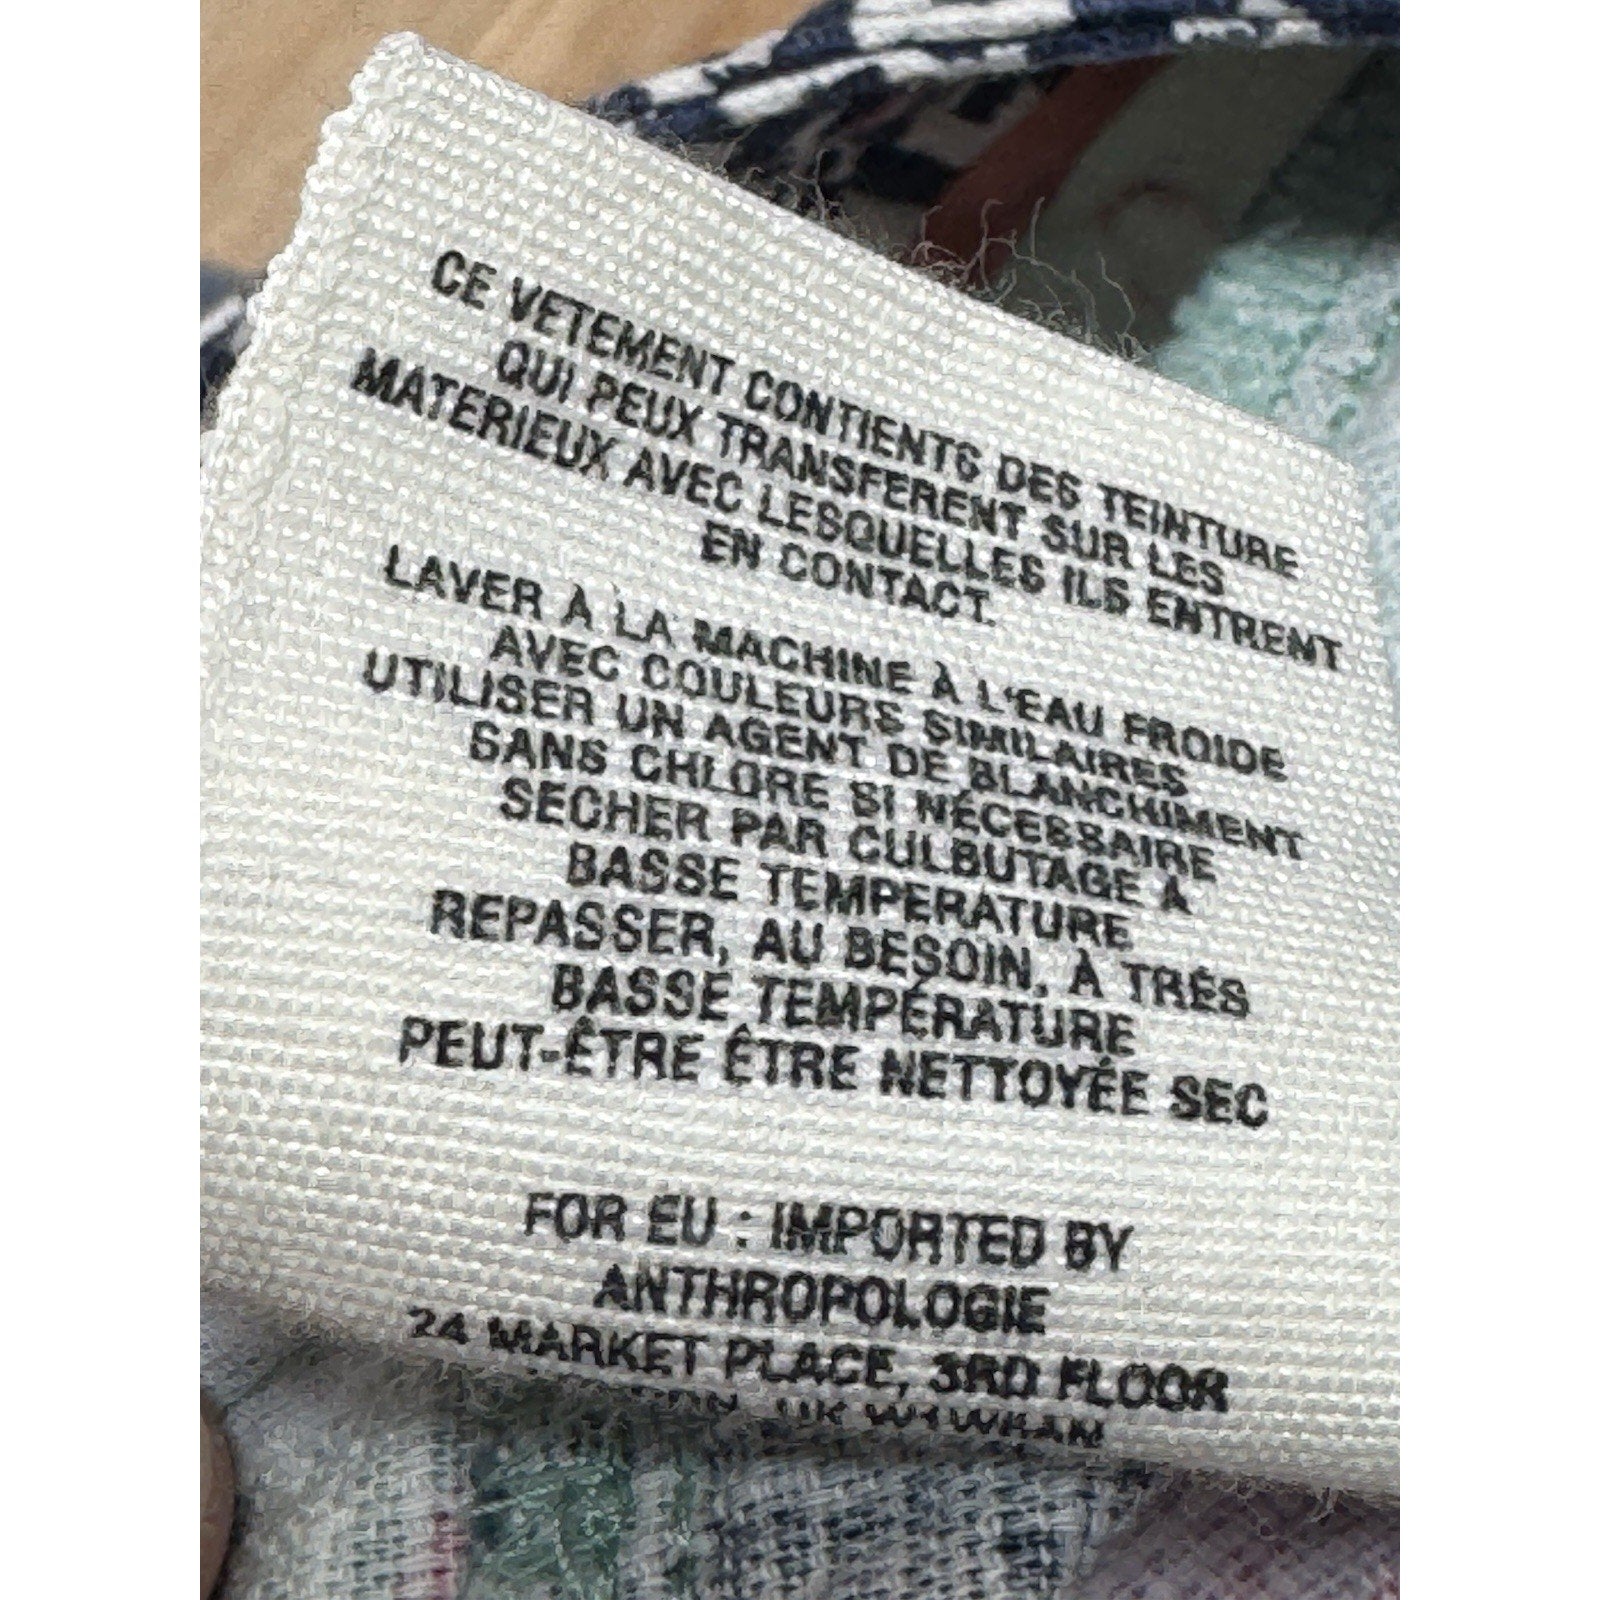 CE VETEMENT CONTIENTS DES TEINTURE
QUI PEUX TRANSFERENT SUR LES
MATERIEUX AVEC LESQUELLES ILS ENTRENT
EN CONTACT.
LAVER À LA MACHINE À L'EAU FROIDE
AVEC COULEURS SIMILAIRES
UTILISER UN AGENT DE BLANCHIMENT
SANS CHLORE SI NÉCESSAIRE
SECHER PAR CULBUTAGE A
BASSE TEMPERATURE
REPASSER, AU BESOIN, À TRÉS
BASSE TEMPÉRATURE
PEUT-ÊTRE ÊTRE NETTOYÉE SEC
FOR EU : IMPORTED BY
ANTHROPOLOGIE
24 MARKET PLACE, 3RD FLOOR
UK